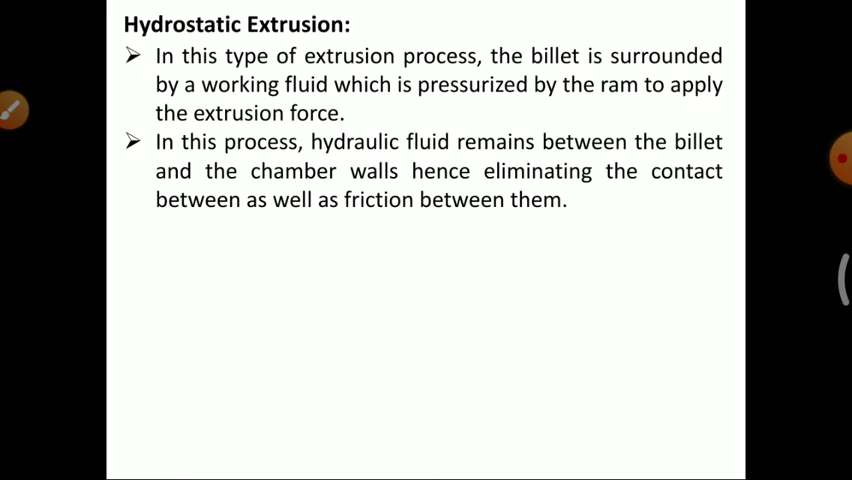 Hydrostatic Extrusion:
➢ In this type of extrusion process, the billet is surrounded
by a working fluid which is pressurized by the ram to apply
the extrusion force.
➢ In this process, hydraulic fluid remains between the billet
and the chamber walls hence eliminating the contact
between as well as friction between them.